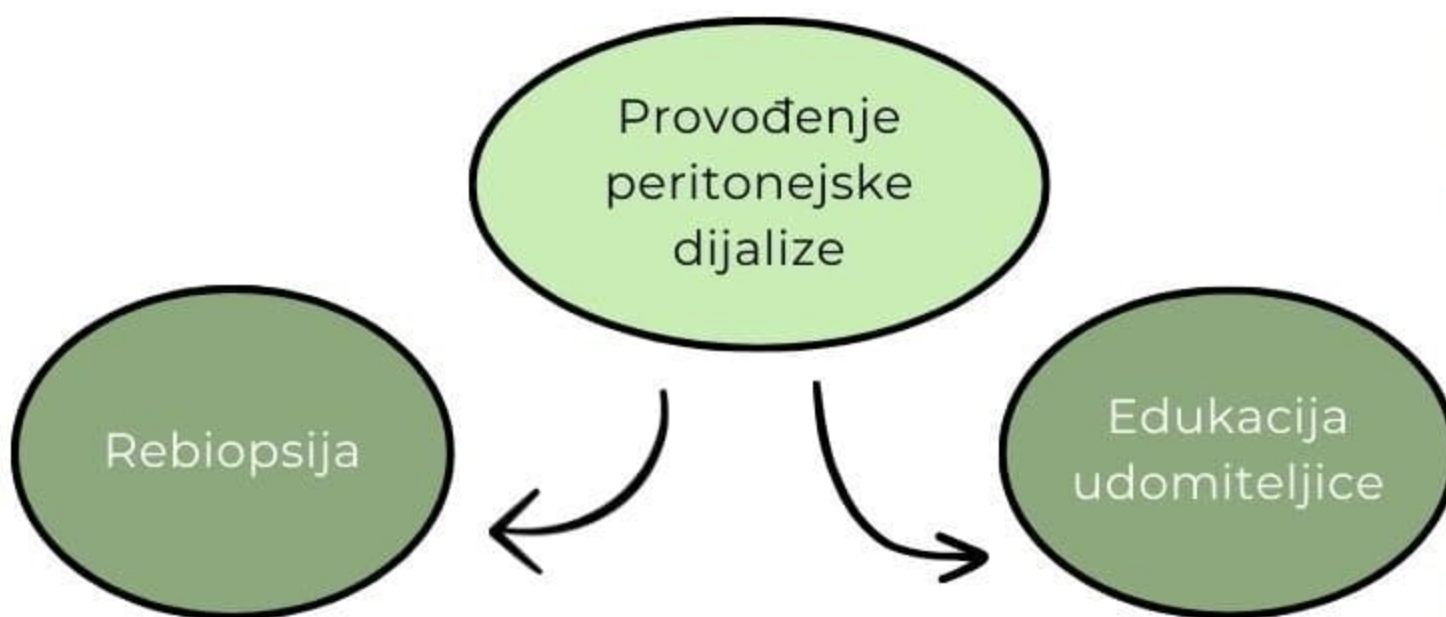 Provođenje
peritonejske
dijalize
Rebiopsija
Edukacija
udomiteljice